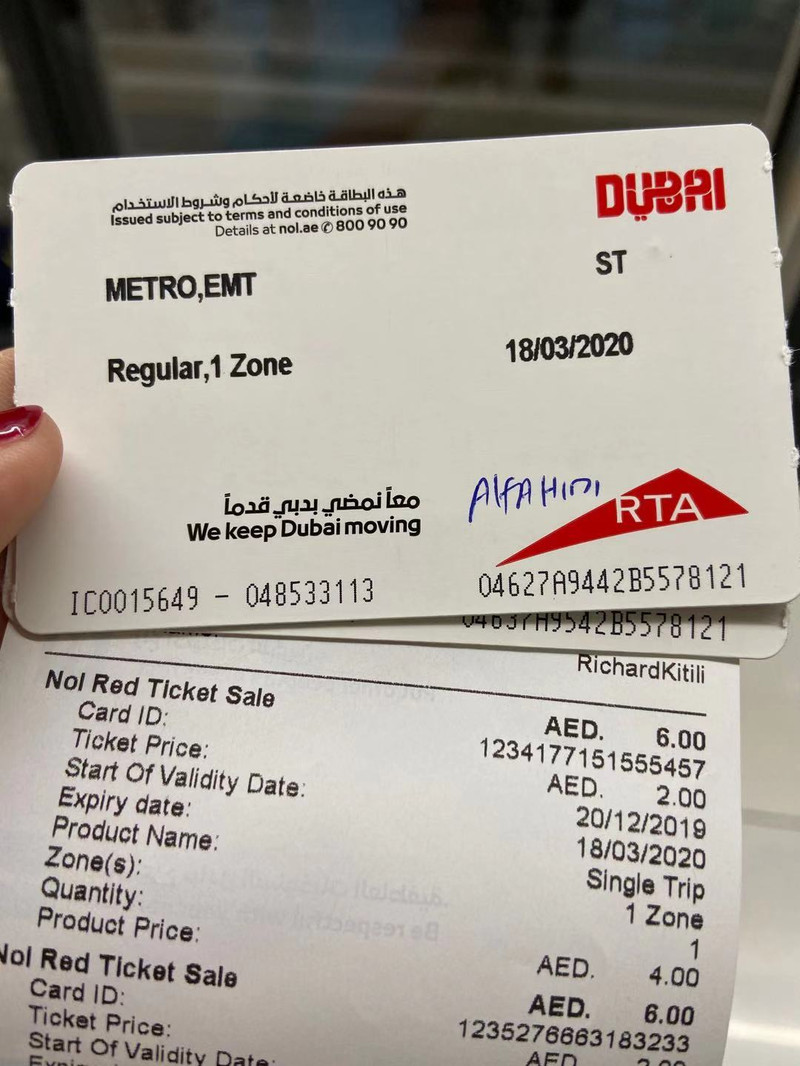 هذه البطاقة خاضعة لأحكام وشروط الاستخدام
Issued subject to terms and conditions of use
Details at nol.ae ✆ 800 90 90
DUBAI
METRO,EMT
ST
Regular,1 Zone
18/03/2020
معاً نمضي بدبي قدماً
We keep Dubai moving
AlFAHIDI
RTA
IC0015649 - 048533113
04627A9442B5578121
04637A9542B5578121
RichardKitili
Nol Red Ticket Sale AED. 6.00
Card ID: 1234177151555457
Ticket Price: AED. 2.00
Start Of Validity Date: 20/12/2019
Expiry date: 18/03/2020
Product Name: Single Trip
Zone(s): 1 Zone
Quantity: 1
Product Price: AED. 4.00
Nol Red Ticket Sale AED. 6.00
Card ID: 1235276663183233
Ticket Price: AED. 2.00
Start Of Validity Date: